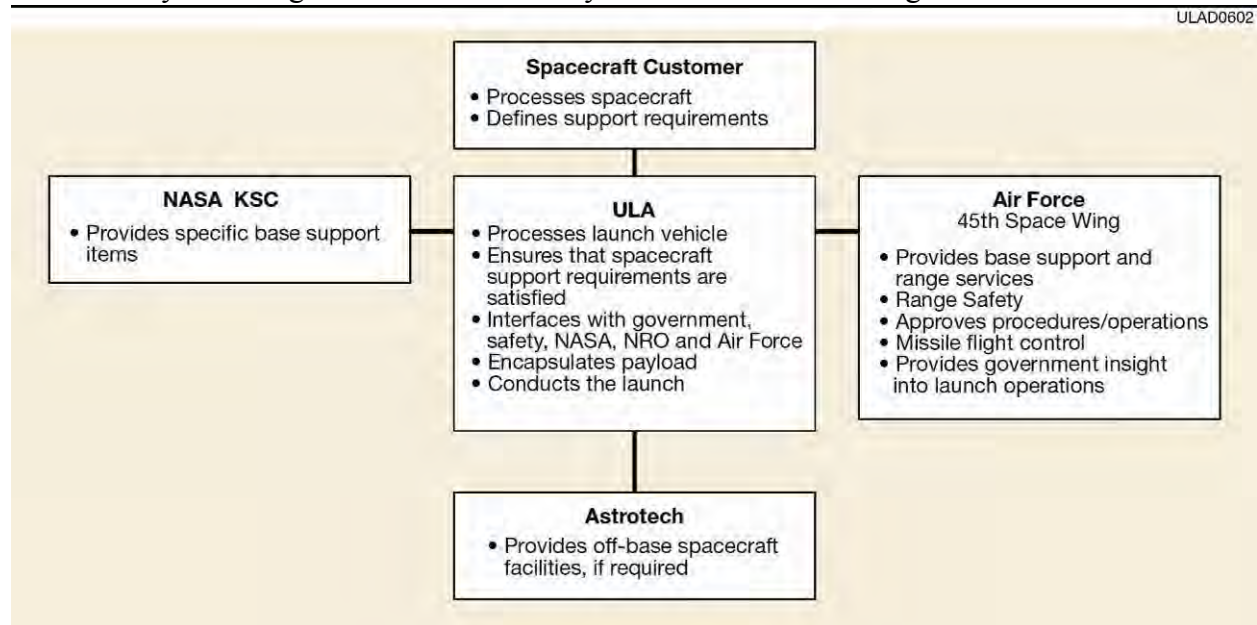 ULAD0602
Spacecraft Customer
• Processes spacecraft
• Defines support requirements
NASA KSC
• Provides specific base support
items
ULA
• Processes launch vehicle
• Ensures that spacecraft
support requirements are
satisfied
• Interfaces with government,
safety, NASA, NRO and Air Force
• Encapsulates payload
• Conducts the launch
Air Force
45th Space Wing
• Provides base support and
range services
• Range Safety
• Approves procedures/operations
• Missile flight control
• Provides government insight
into launch operations
Astrotech
• Provides off-base spacecraft
facilities, if required